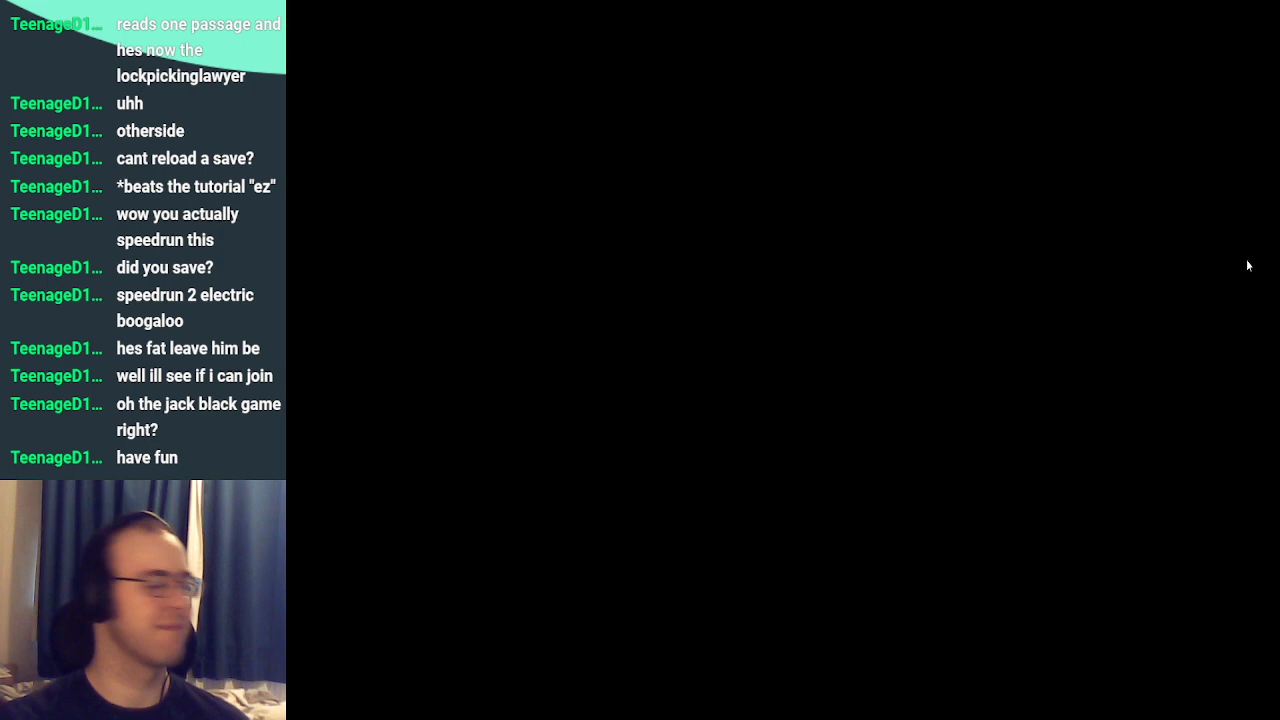 TeenageD1... reads one passage and
hes now the
lockpickinglawyer
TeenageD1... uhh
TeenageD1... otherside
TeenageD1... cant reload a save?
TeenageD1... *beats the tutorial "ez"
TeenageD1... wow you actually
speedrun this
TeenageD1... did you save?
TeenageD1... speedrun 2 electric
boogaloo
TeenageD1... hes fat leave him be
TeenageD1... well ill see if i can join
TeenageD1... oh the jack black game
right?
TeenageD1... have fun